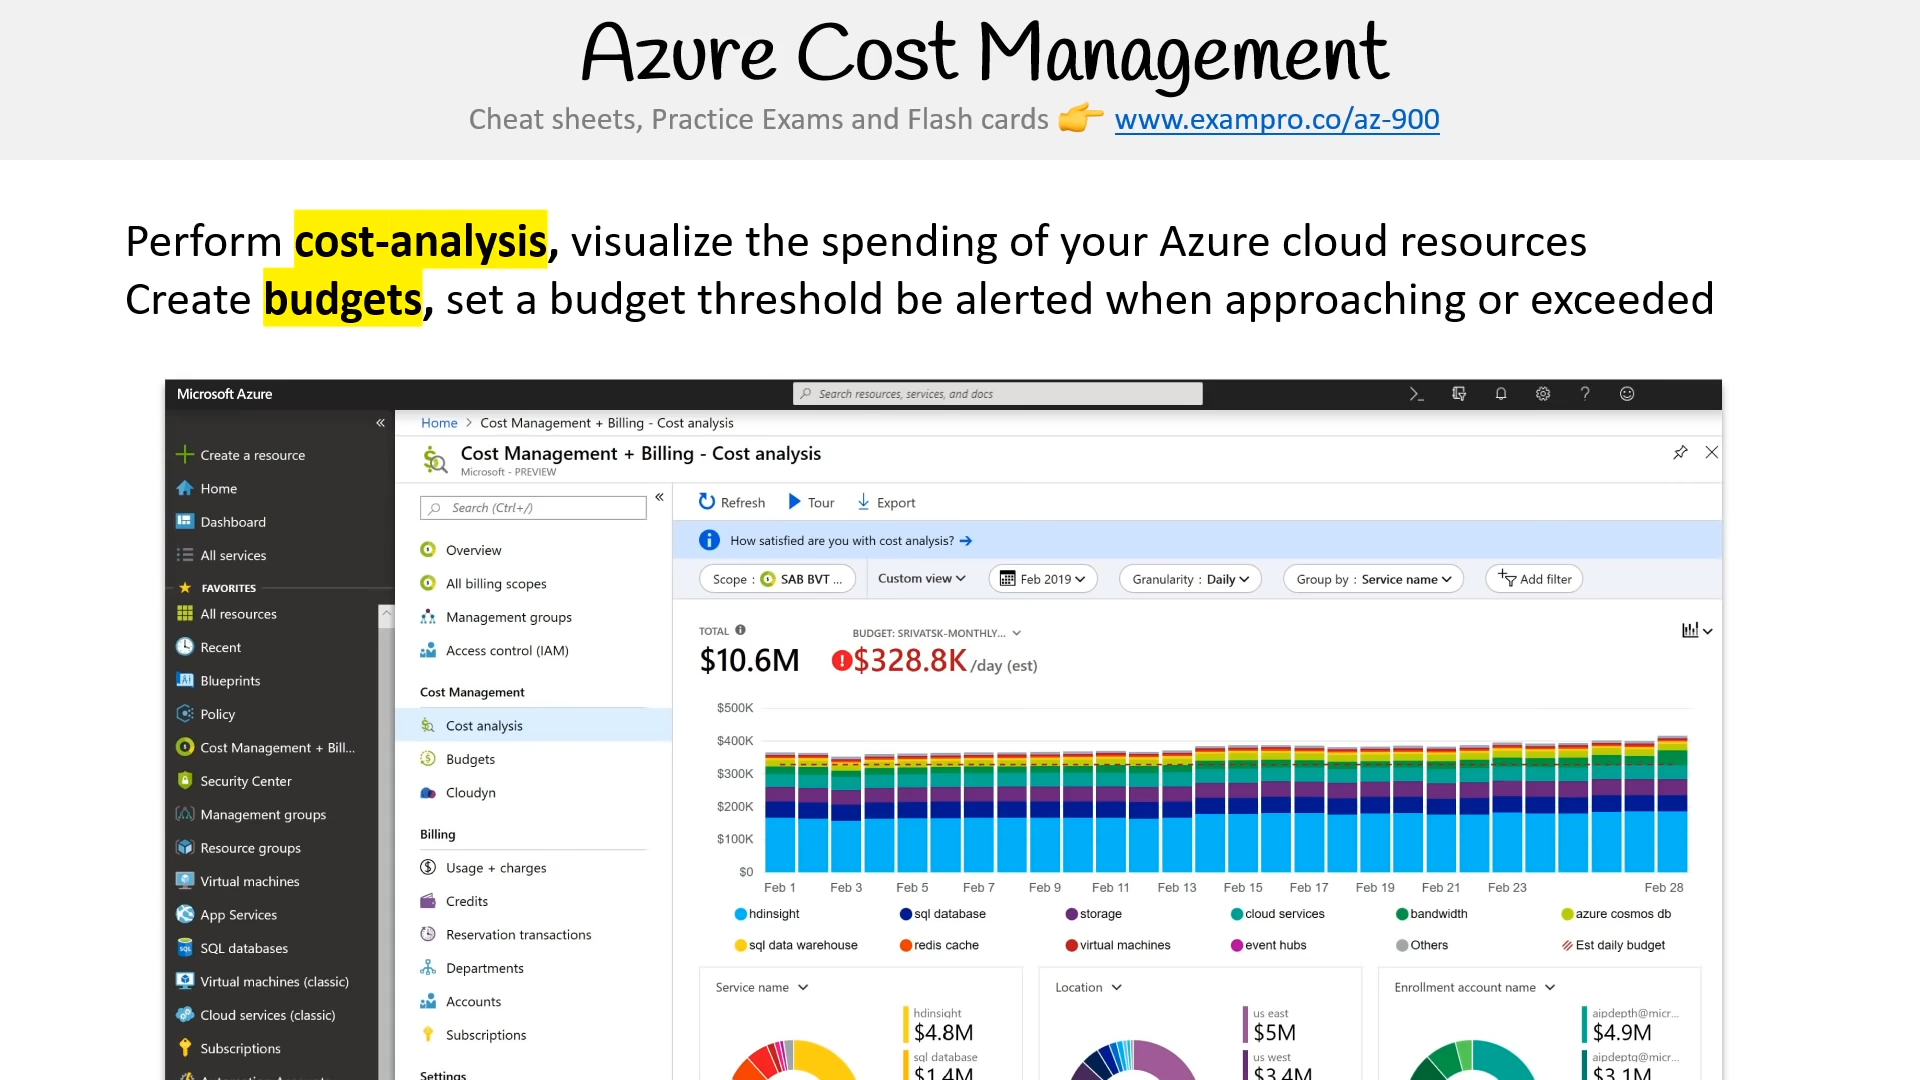 Azure Cost Management
Cheat sheets, Practice Exams and Flash cards 👉 www.exampro.co/az-900
Perform cost-analysis, visualize the spending of your Azure cloud resources
Create budgets, set a budget threshold be alerted when approaching or exceeded
Microsoft Azure
Search resources, services, and docs
Create a resource
Home
Dashboard
All services
FAVORITES
All resources
Recent
Blueprints
Policy
Cost Management + Bill...
Security Center
Management groups
Resource groups
Virtual machines
App Services
SQL databases
Virtual machines (classic)
Cloud services (classic)
Subscriptions
Home > Cost Management + Billing - Cost analysis
Cost Management + Billing - Cost analysis
Microsoft - PREVIEW
Search (Ctrl+/)
Overview
All billing scopes
Management groups
Access control (IAM)
Cost Management
Cost analysis
Budgets
Cloudyn
Billing
Usage + charges
Credits
Reservation transactions
Departments
Accounts
Subscriptions
Settings
Refresh Tour Export
How satisfied are you with cost analysis?
Scope : SAB BVT ... Custom view Feb 2019 Granularity : Daily Group by : Service name Add filter
TOTAL BUDGET: SRIVATSK-MONTHLY...
$10.6M $328.8K /day (est)
$500K
$400K
$300K
$200K
$100K
$0
Feb 1 Feb 3 Feb 5 Feb 7 Feb 9 Feb 11 Feb 13 Feb 15 Feb 17 Feb 19 Feb 21 Feb 23 Feb 28
hdinsight sql database storage cloud services bandwidth azure cosmos db
sql data warehouse redis cache virtual machines event hubs Others Est daily budget
Service name
hdinsight
$4.8M
sql database
$1.4M
Location
us east
$5M
us west
$3.4M
Enrollment account name
aipdepth@micr...
$4.9M
aipdeptq@micr...
$3.1M